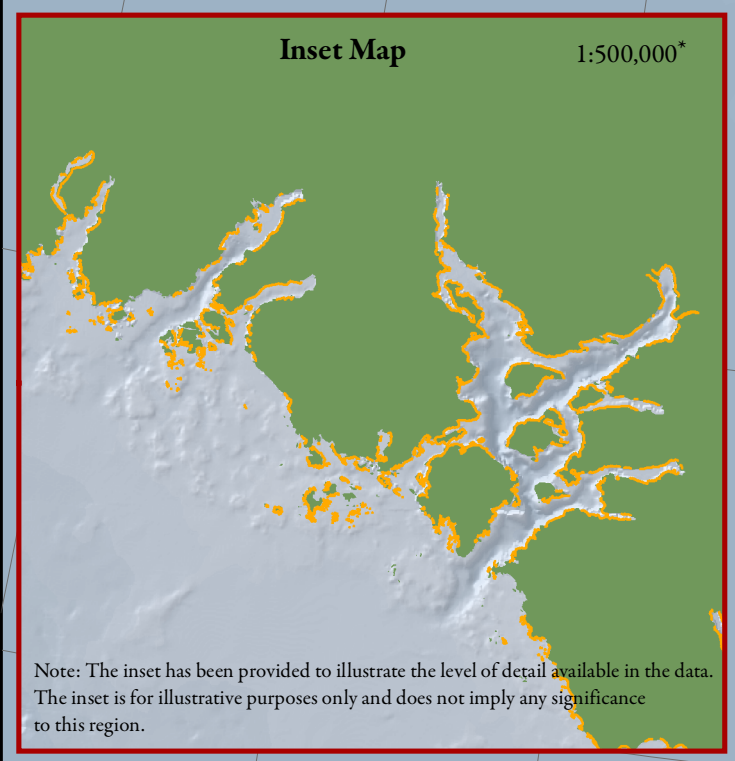 Inset Map
1:500,000*
Note: The inset has been provided to illustrate the level of detail available in the data.
The inset is for illustrative purposes only and does not imply any significance
to this region.